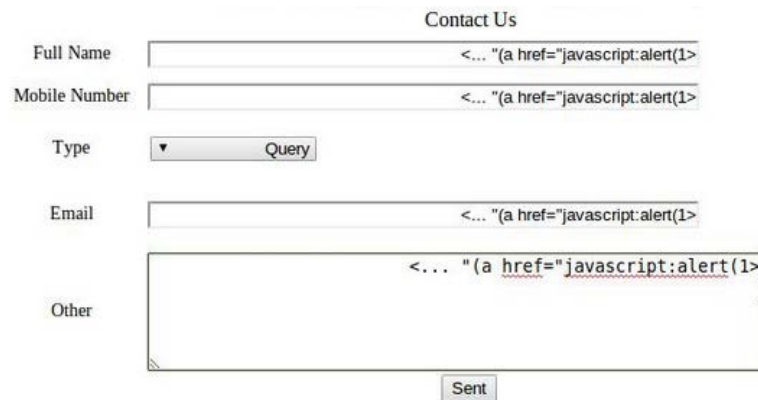 Contact Us
Full Name <... "(a href="javascript:alert(1>
Mobile Number <... "(a href="javascript:alert(1>
Type ▼ Query
Email <... "(a href="javascript:alert(1>
Other <... "(a href="javascript:alert(1>
Sent